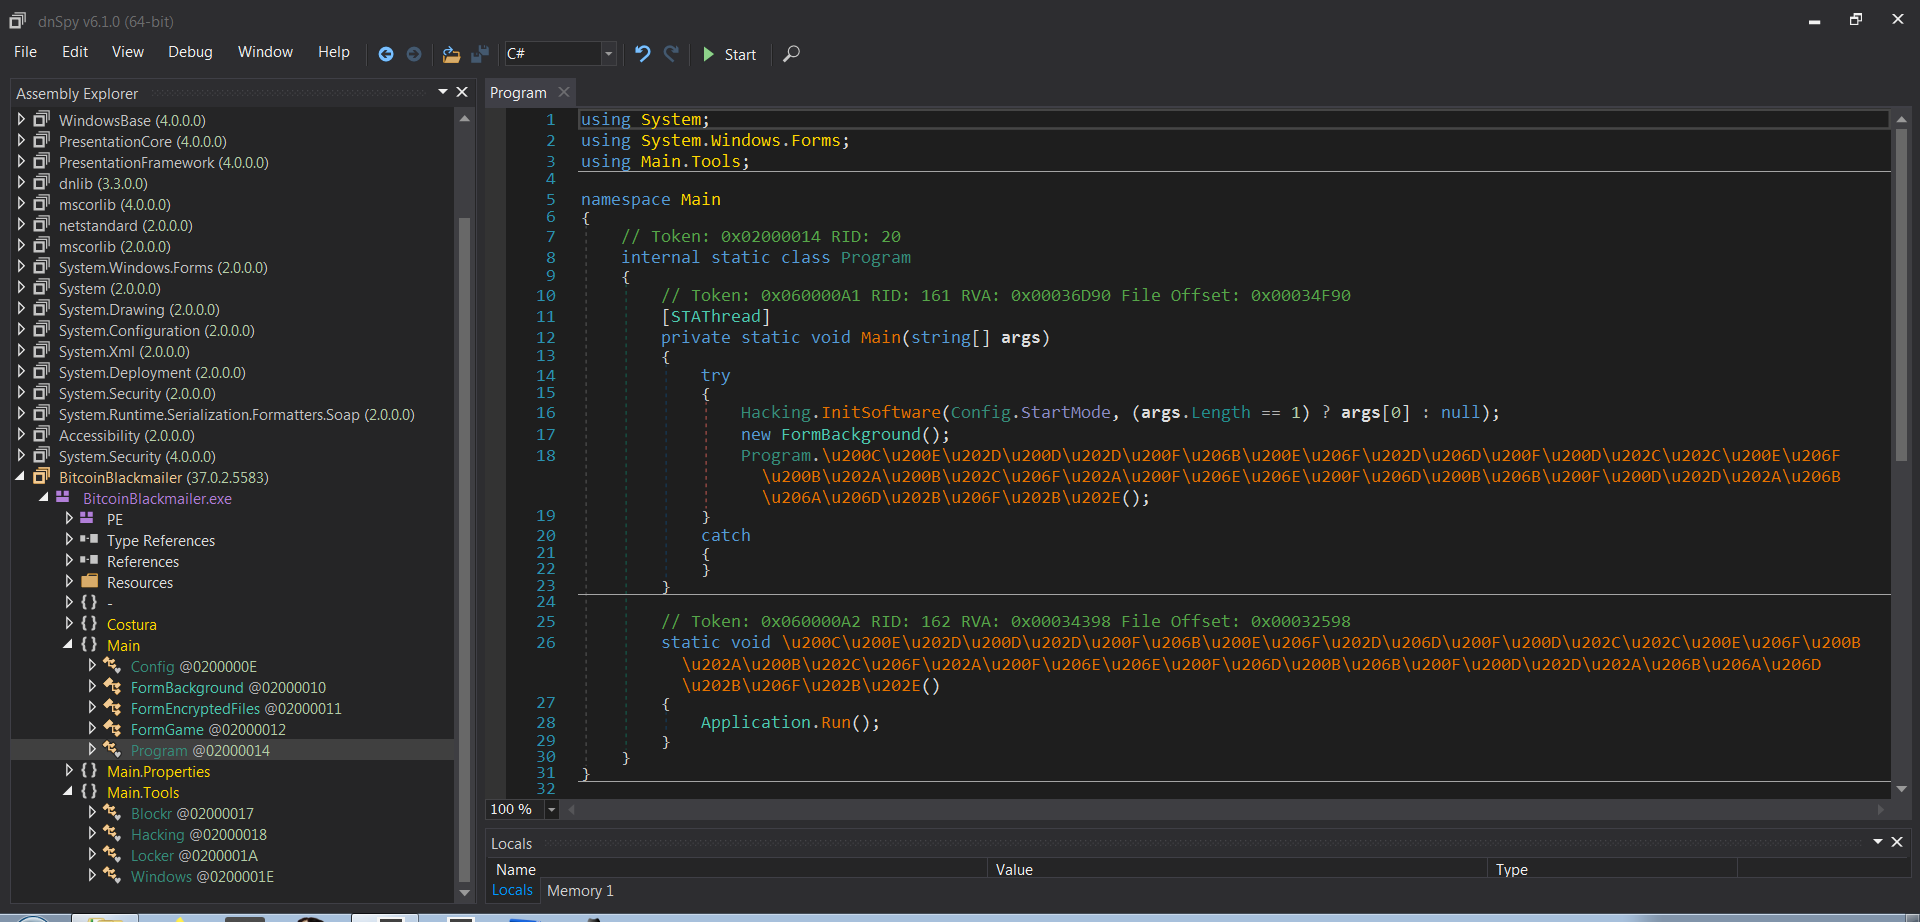 dnSpy v6.1.0 (64-bit)
File Edit View Debug Window Help C# Start
Assembly Explorer
WindowsBase (4.0.0.0)
PresentationCore (4.0.0.0)
PresentationFramework (4.0.0.0)
dnlib (3.3.0.0)
mscorlib (4.0.0.0)
netstandard (2.0.0.0)
mscorlib (2.0.0.0)
System.Windows.Forms (2.0.0.0)
System (2.0.0.0)
System.Drawing (2.0.0.0)
System.Configuration (2.0.0.0)
System.Xml (2.0.0.0)
System.Deployment (2.0.0.0)
System.Security (2.0.0.0)
System.Runtime.Serialization.Formatters.Soap (2.0.0.0)
Accessibility (2.0.0.0)
System.Security (4.0.0.0)
BitcoinBlackmailer (37.0.2.5583)
BitcoinBlackmailer.exe
PE
Type References
References
Resources
{ } -
{ } Costura
{ } Main
Config @0200000E
FormBackground @02000010
FormEncryptedFiles @02000011
FormGame @02000012
Program @02000014
{ } Main.Properties
{ } Main.Tools
Blockr @02000017
Hacking @02000018
Locker @0200001A
Windows @0200001E
Program
1 using System;
2 using System.Windows.Forms;
3 using Main.Tools;
4
5 namespace Main
6 {
7 // Token: 0x02000014 RID: 20
8 internal static class Program
9 {
10 // Token: 0x060000A1 RID: 161 RVA: 0x00036D90 File Offset: 0x00034F90
11 [STAThread]
12 private static void Main(string[] args)
13 {
14 try
15 {
16 Hacking.InitSoftware(Config.StartMode, (args.Length == 1) ? args[0] : null);
17 new FormBackground();
18 Program.\u200C\u200E\u202D\u200D\u202D\u200F\u206B\u200E\u206F\u202D\u206D\u200F\u200D\u202C\u202C\u200E\u206F
\u200B\u202A\u200B\u202C\u206F\u202A\u200F\u206E\u206E\u200F\u206D\u200B\u206B\u200F\u200D\u202D\u202A\u206B
\u206A\u206D\u202B\u206F\u202B\u202E();
19 }
20 catch
21 {
22 }
23 }
24
25 // Token: 0x060000A2 RID: 162 RVA: 0x00034398 File Offset: 0x00032598
26 static void \u200C\u200E\u202D\u200D\u202D\u200F\u206B\u200E\u206F\u202D\u206D\u200F\u200D\u202C\u202C\u200E\u206F\u200B
\u202A\u200B\u202C\u206F\u202A\u200F\u206E\u206E\u200F\u206D\u200B\u206B\u200F\u200D\u202D\u202A\u206B\u206A\u206D
\u202B\u206F\u202B\u202E()
27 {
28 Application.Run();
29 }
30 }
31 }
32
100 %
Locals
Name Value Type
Locals Memory 1